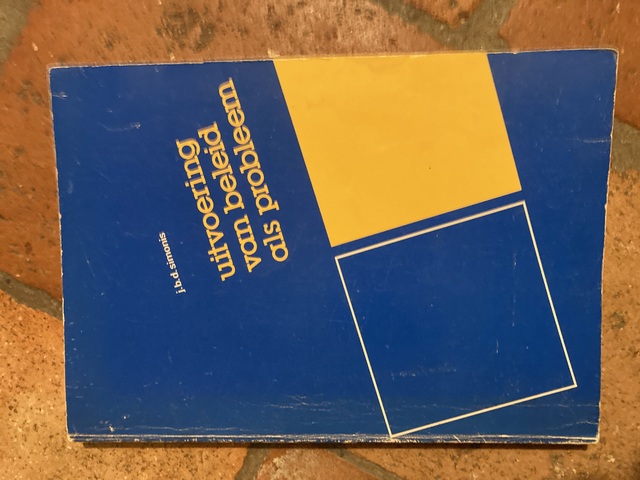 j.b.d.simonis
uitvoering
van beleid
als probleem